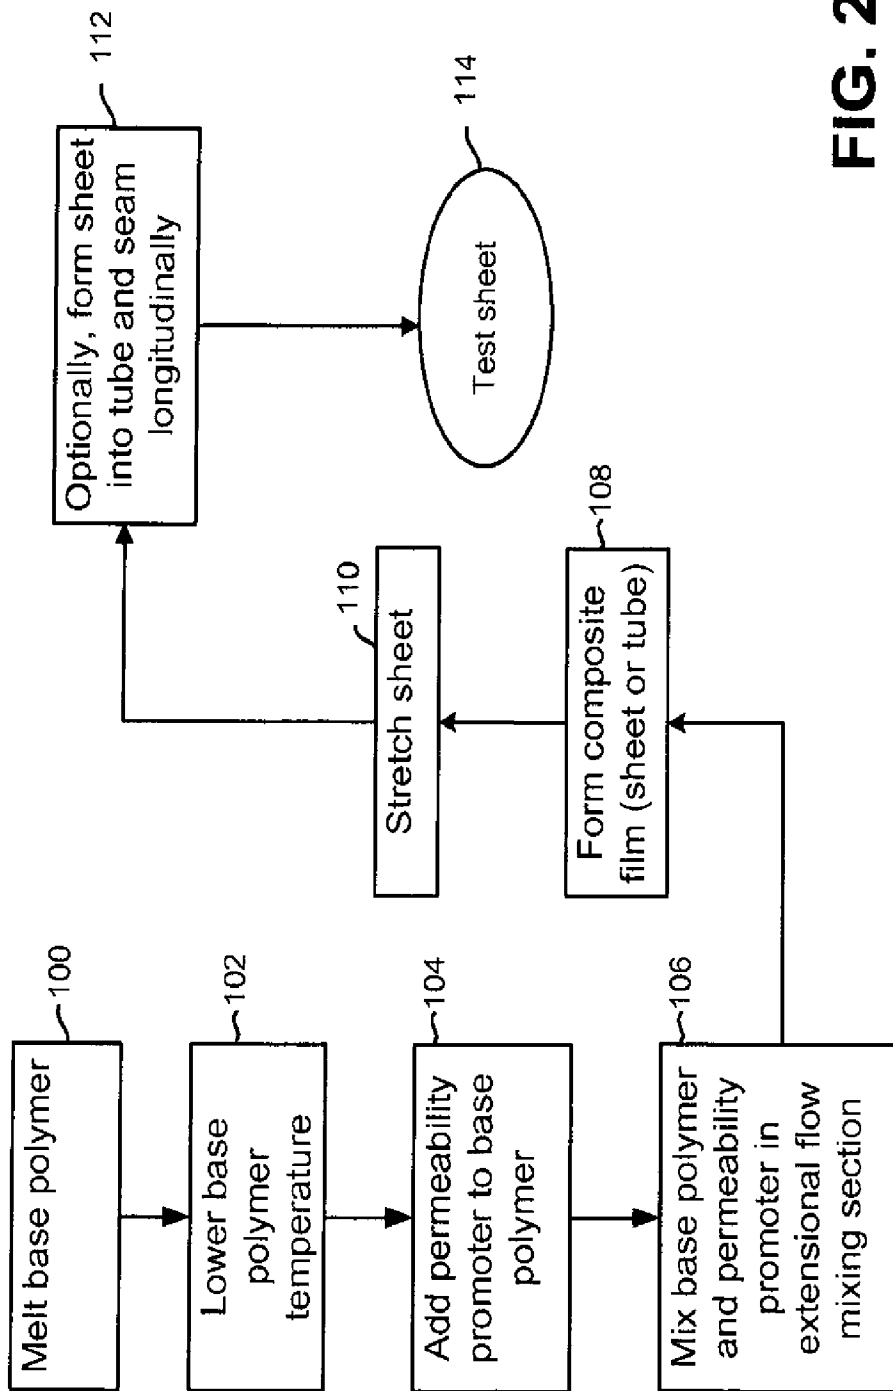 Melt base polymer
100
Lower base
polymer
temperature
102
Add permeability
promoter to base
polymer
104
Mix base polymer
and permeability
promoter in
extensional flow
mixing section
106
Form composite
film (sheet or tube)
108
Stretch sheet
110
Optionally, form sheet
into tube and seam
longitudinally
112
Test sheet
114
FIG. 2